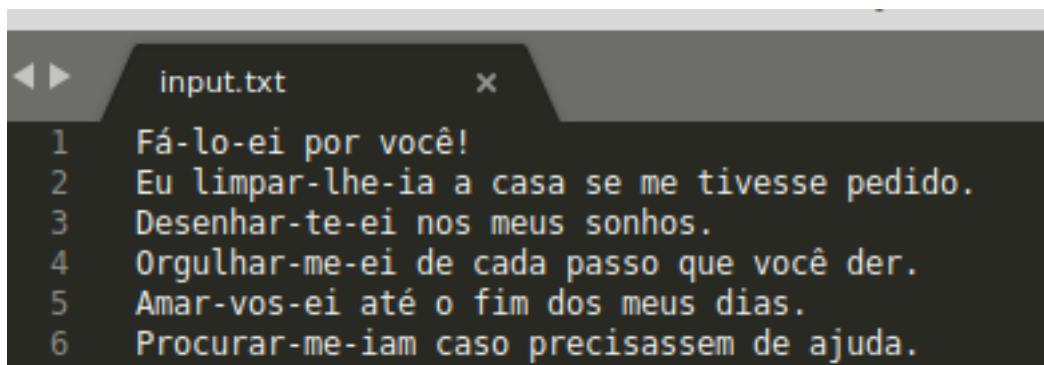 input.txt ×
1 Fá-lo-ei por você!
2 Eu limpar-lhe-ia a casa se me tivesse pedido.
3 Desenhar-te-ei nos meus sonhos.
4 Orgulhar-me-ei de cada passo que você der.
5 Amar-vos-ei até o fim dos meus dias.
6 Procurar-me-iam caso precisassem de ajuda.